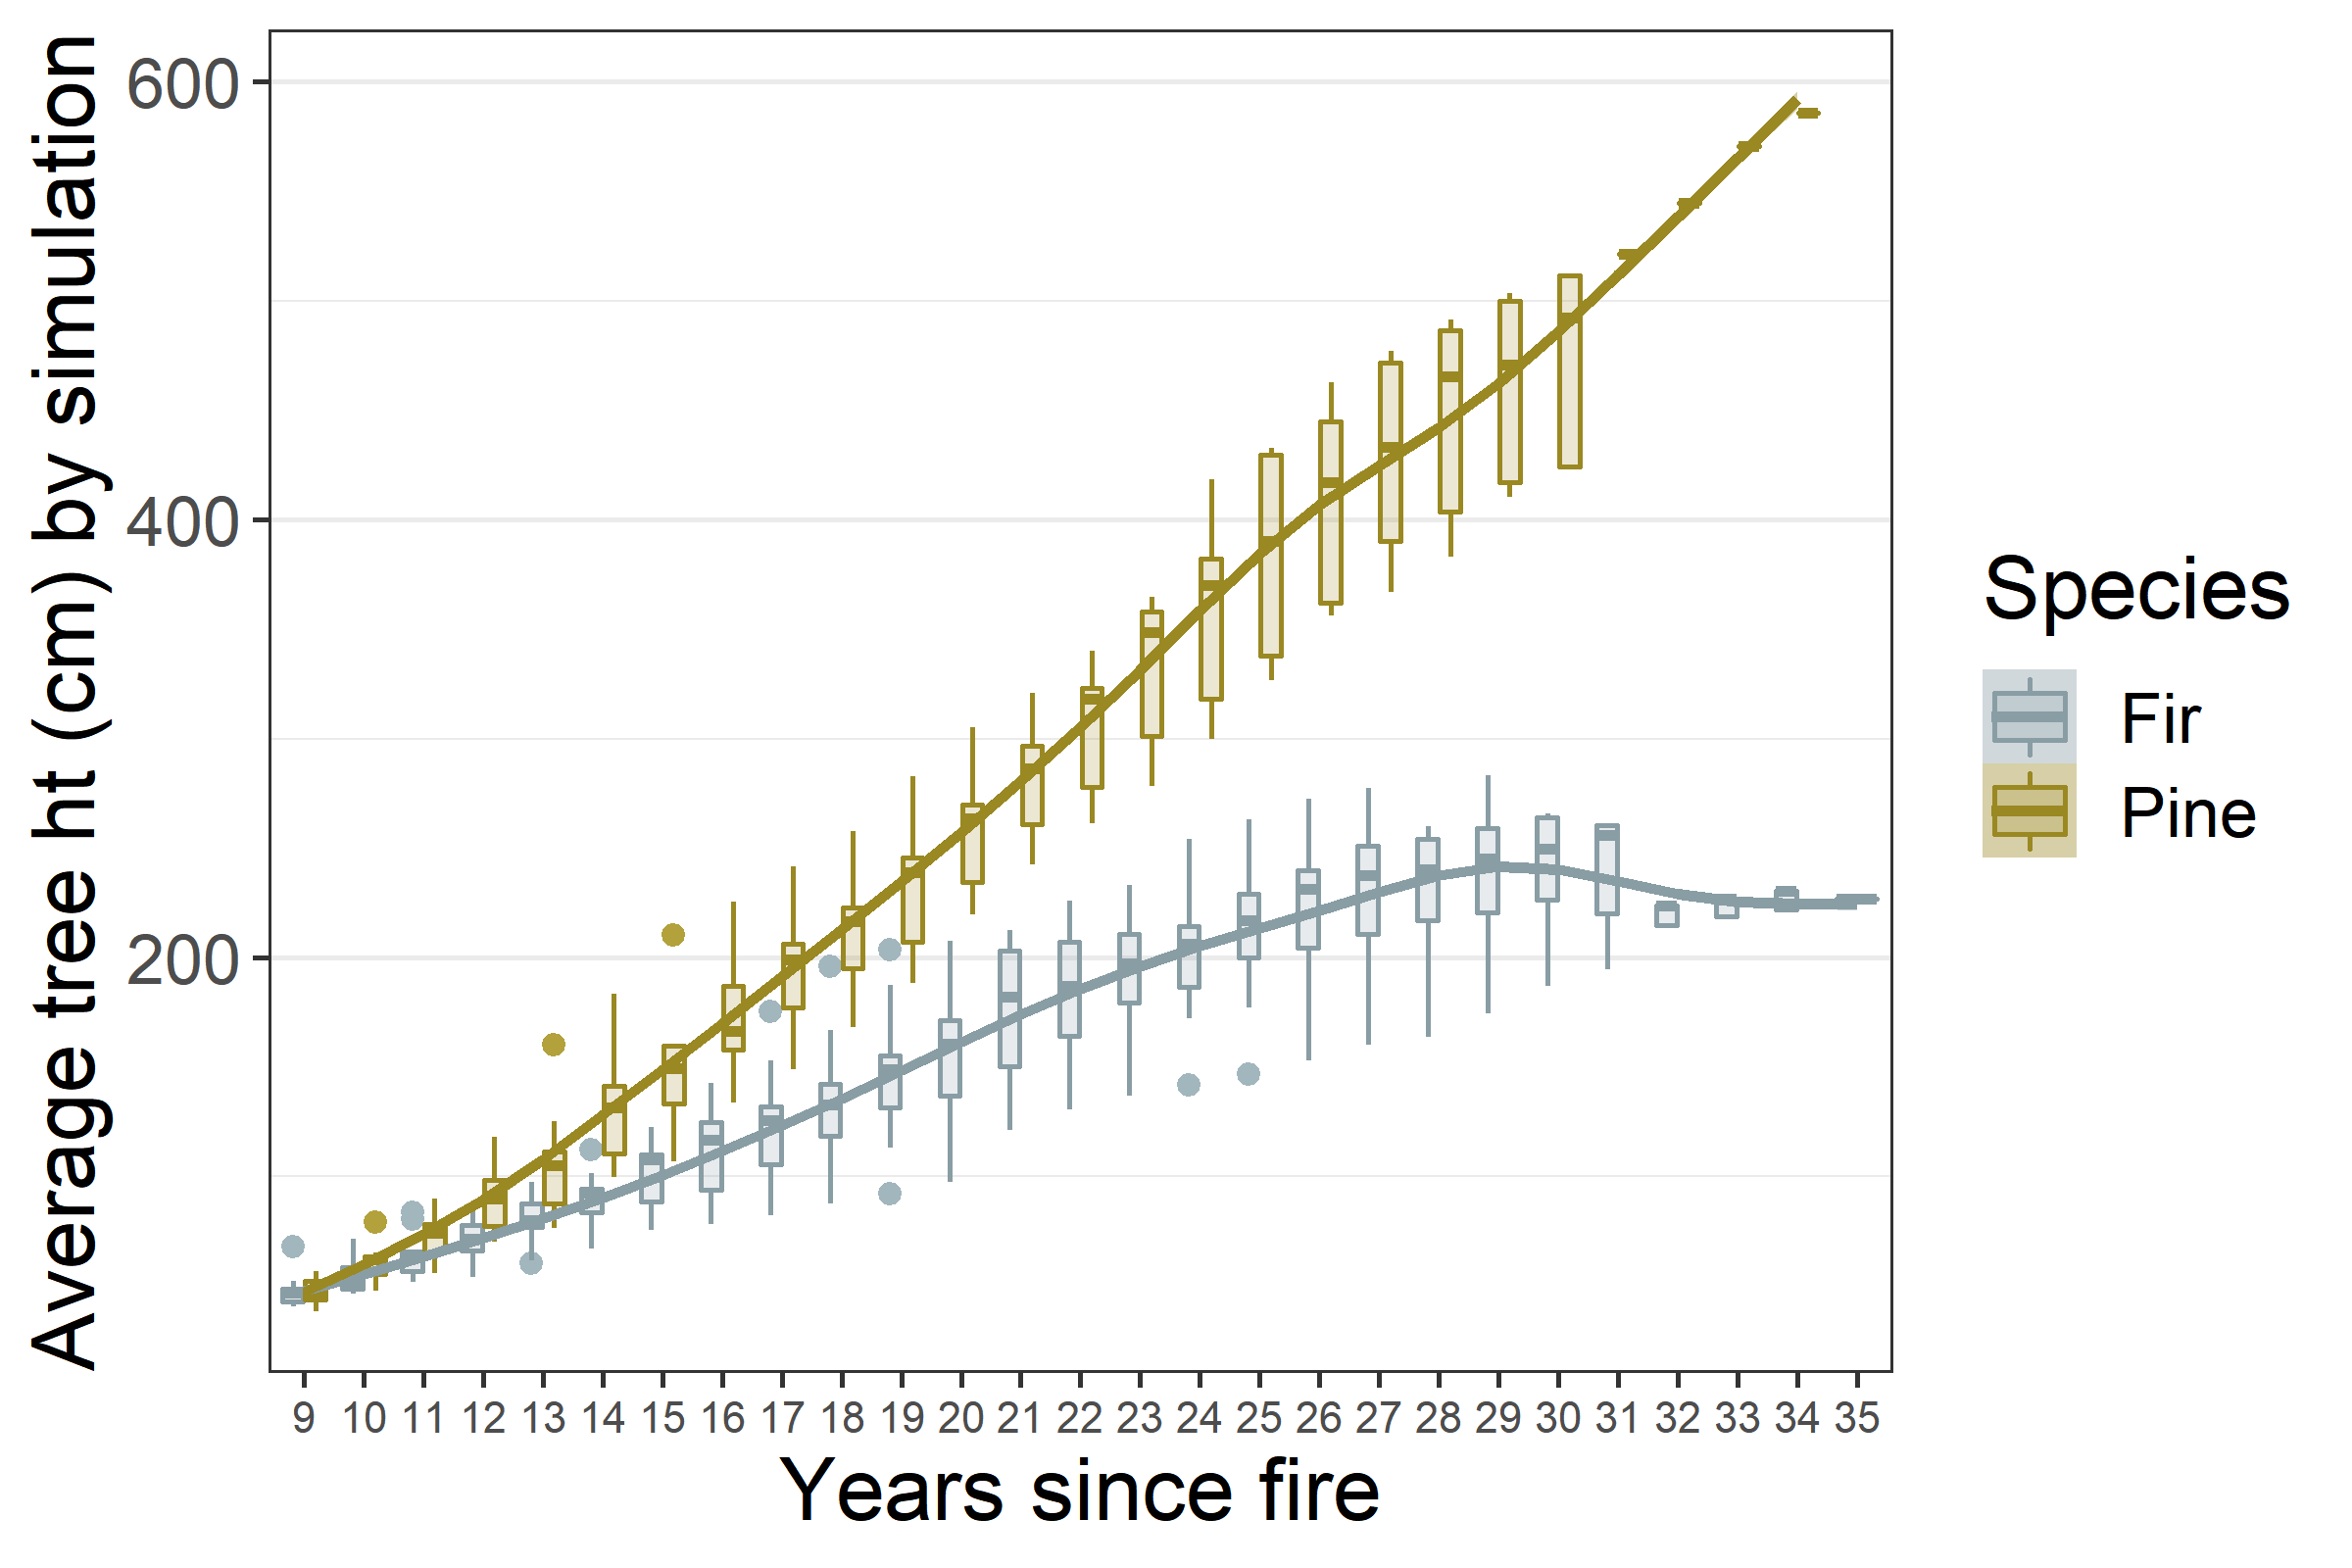 Average tree ht (cm) by simulation
600
400
200
9 10 11 12 13 14 15 16 17 18 19 20 21 22 23 24 25 26 27 28 29 30 31 32 33 34 35
Years since fire
Species
Fir
Pine